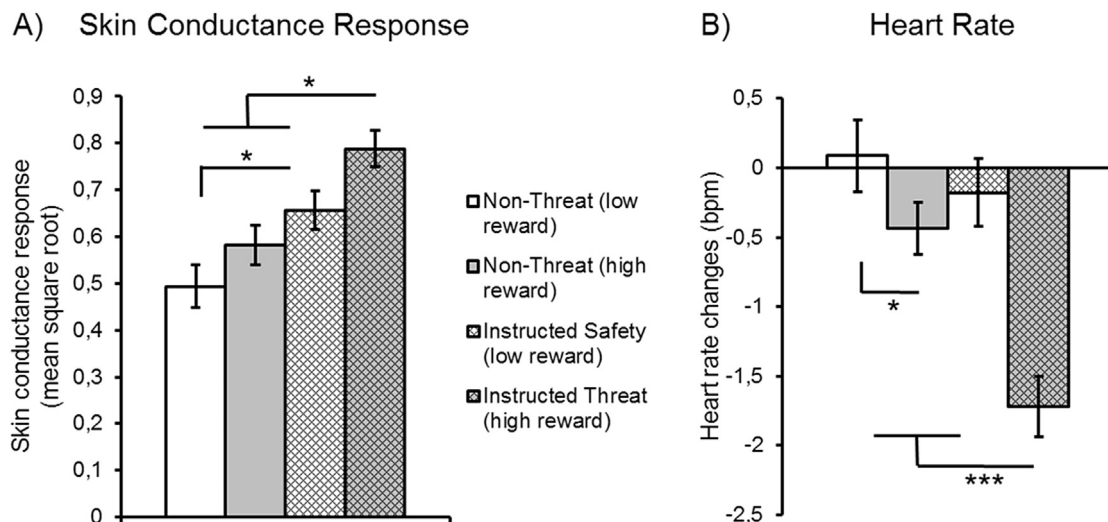 A) Skin Conductance Response
B) Heart Rate
Skin conductance response
(mean square root)
0,9
0,8
0,7
0,6
0,5
0,4
0,3
0,2
0,1
0
*
*
Non-Threat (low
reward)
Non-Threat (high
reward)
Instructed Safety
(low reward)
Instructed Threat
(high reward)
Heart rate changes (bpm)
0,5
0
-0,5
-1
-1,5
-2
-2,5
*
***